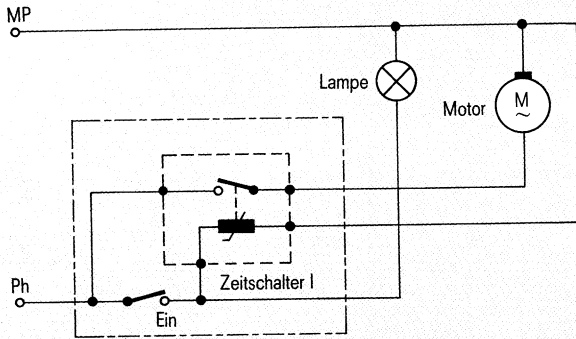 MP
Lampe
Motor
M
~
Zeitschalter I
Ph
Ein